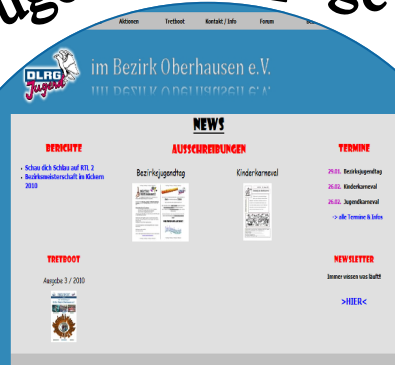 Aktionen Tretboot Kontakt / Info Forum
DLRG
Jugend
im Bezirk Oberhausen e.V.
NEWS
BERICHTE
Schau dich Schlau auf RTL 2
Bezirksmeisterschaft im Kickern
2010
AUSSCHREIBUNGEN
Bezirksjugendtag Kinderkarneval
TERMINE
29.01. Bezirksjugendtag
26.02. Kinderkarneval
26.02. Jugendkarneval
-> alle Termine & Infos
TRETBOOT
Ausgabe 3 / 2010
NEWSLETTER
Immer wissen was läuft!!
>HIER<